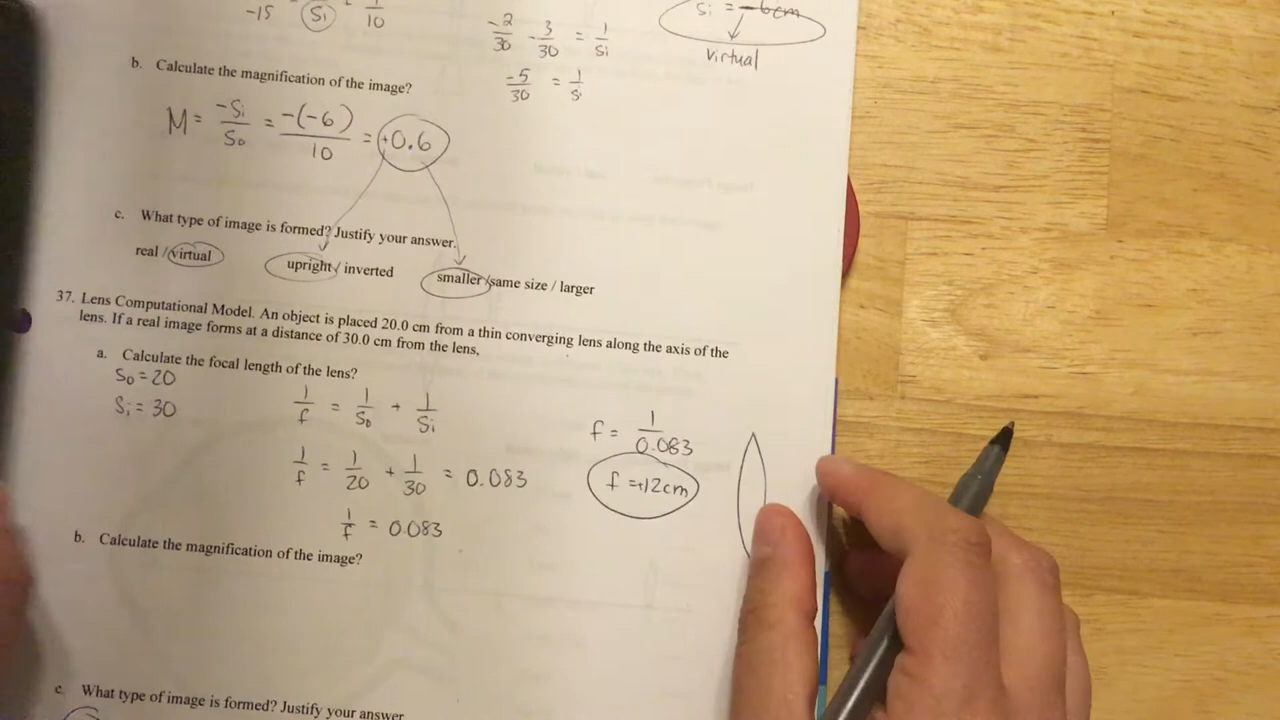 -15 Si 10
-2/30 - 3/30 = 1/Si
Si = -6cm
virtual
-5/30 = 1/Si
b. Calculate the magnification of the image?
M = -Si/So = -(-6)/10 = +0.6
c. What type of image is formed? Justify your answer.
real / virtual upright / inverted smaller / same size / larger
37. Lens Computational Model. An object is placed 20.0 cm from a thin converging lens along the axis of the
lens. If a real image forms at a distance of 30.0 cm from the lens,
a. Calculate the focal length of the lens?
So = 20
Si = 30
1/f = 1/So + 1/Si
1/f = 1/20 + 1/30 = 0.083
1/f = 0.083
f = 1/0.083
f = +12cm
b. Calculate the magnification of the image?
c. What type of image is formed? Justify your answer